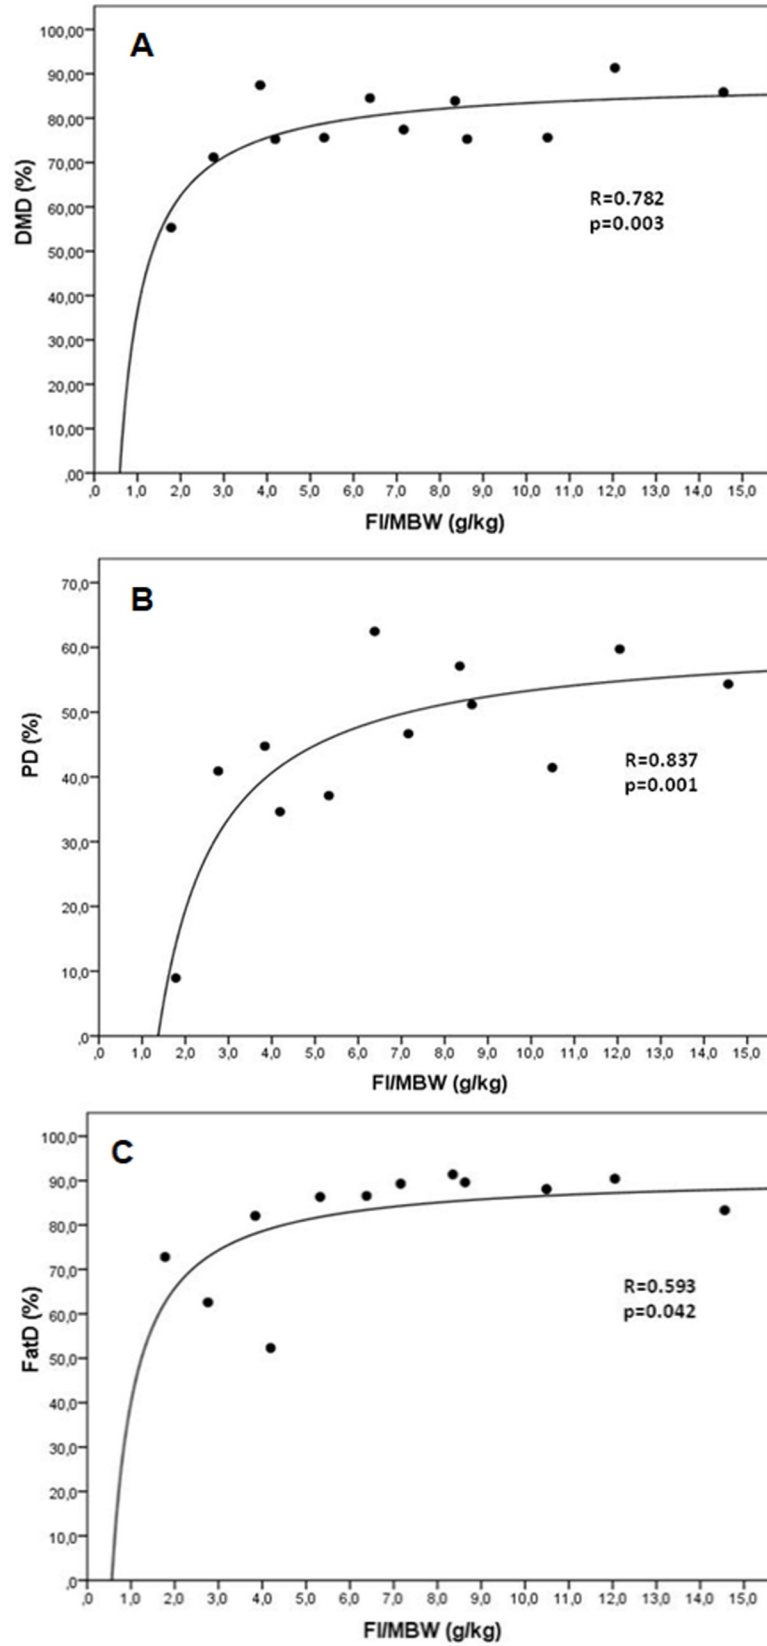 A
100,00
90,00
80,00
70,00
60,00
50,00
40,00
30,00
20,00
10,00
,00
DMD (%)
R=0.782
p=0.003
,0 1,0 2,0 3,0 4,0 5,0 6,0 7,0 8,0 9,0 10,0 11,0 12,0 13,0 14,0 15,0
FI/MBW (g/kg)
B
70,0
60,0
50,0
40,0
30,0
20,0
10,0
,0
PD (%)
R=0.837
p=0.001
,0 1,0 2,0 3,0 4,0 5,0 6,0 7,0 8,0 9,0 10,0 11,0 12,0 13,0 14,0 15,0
FI/MBW (g/kg)
C
100,0
90,0
80,0
70,0
60,0
50,0
40,0
30,0
20,0
10,0
,0
FatD (%)
R=0.593
p=0.042
,0 1,0 2,0 3,0 4,0 5,0 6,0 7,0 8,0 9,0 10,0 11,0 12,0 13,0 14,0 15,0
FI/MBW (g/kg)